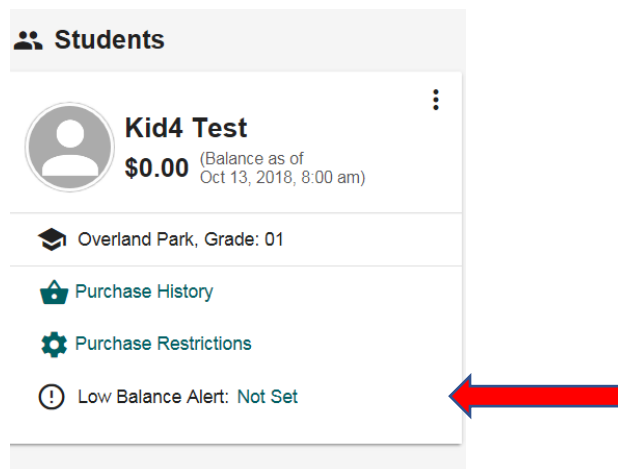 Students
Kid4 Test
$0.00 (Balance as of
Oct 13, 2018, 8:00 am)
Overland Park, Grade: 01
Purchase History
Purchase Restrictions
Low Balance Alert: Not Set